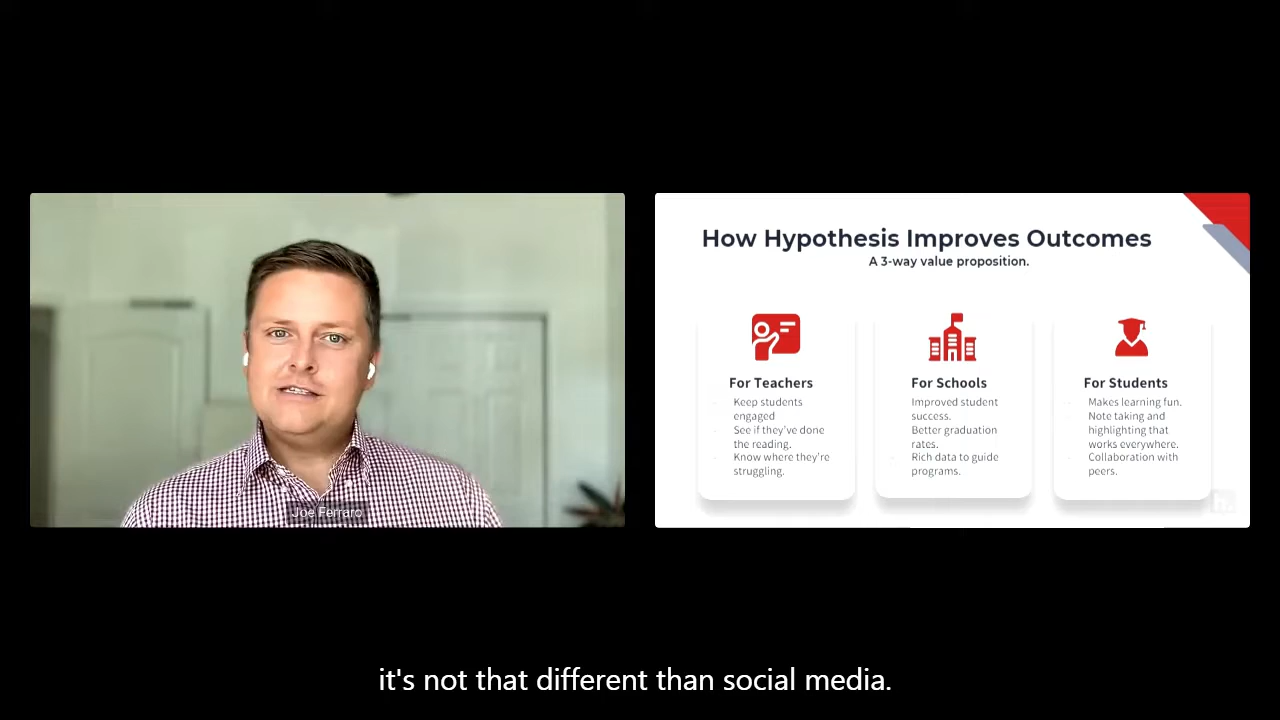 How Hypothesis Improves Outcomes
A 3-way value proposition.
For Teachers
Keep students
engaged
See if they've done
the reading.
Know where they're
struggling.
For Schools
Improved student
success.
Better graduation
rates.
Rich data to guide
programs.
For Students
Makes learning fun.
Note taking and
highlighting that
works everywhere.
Collaboration with
peers.
h.
Joe Ferraro
it's not that different than social media.